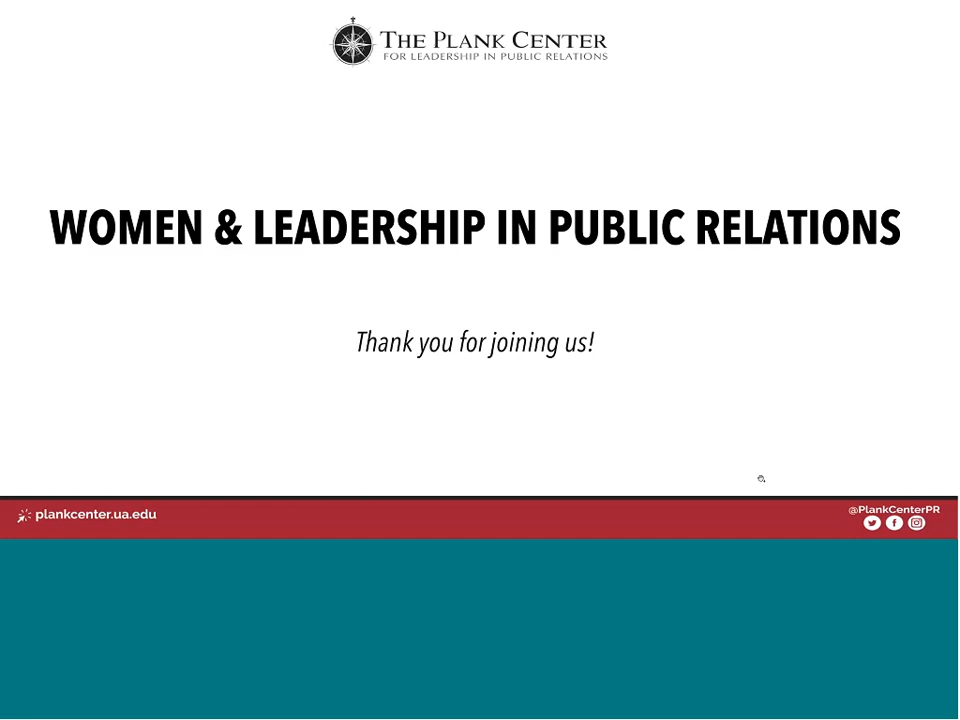 THE PLANK CENTER
FOR LEADERSHIP IN PUBLIC RELATIONS
WOMEN & LEADERSHIP IN PUBLIC RELATIONS
Thank you for joining us!
plankcenter.ua.edu
@PlankCenterPR